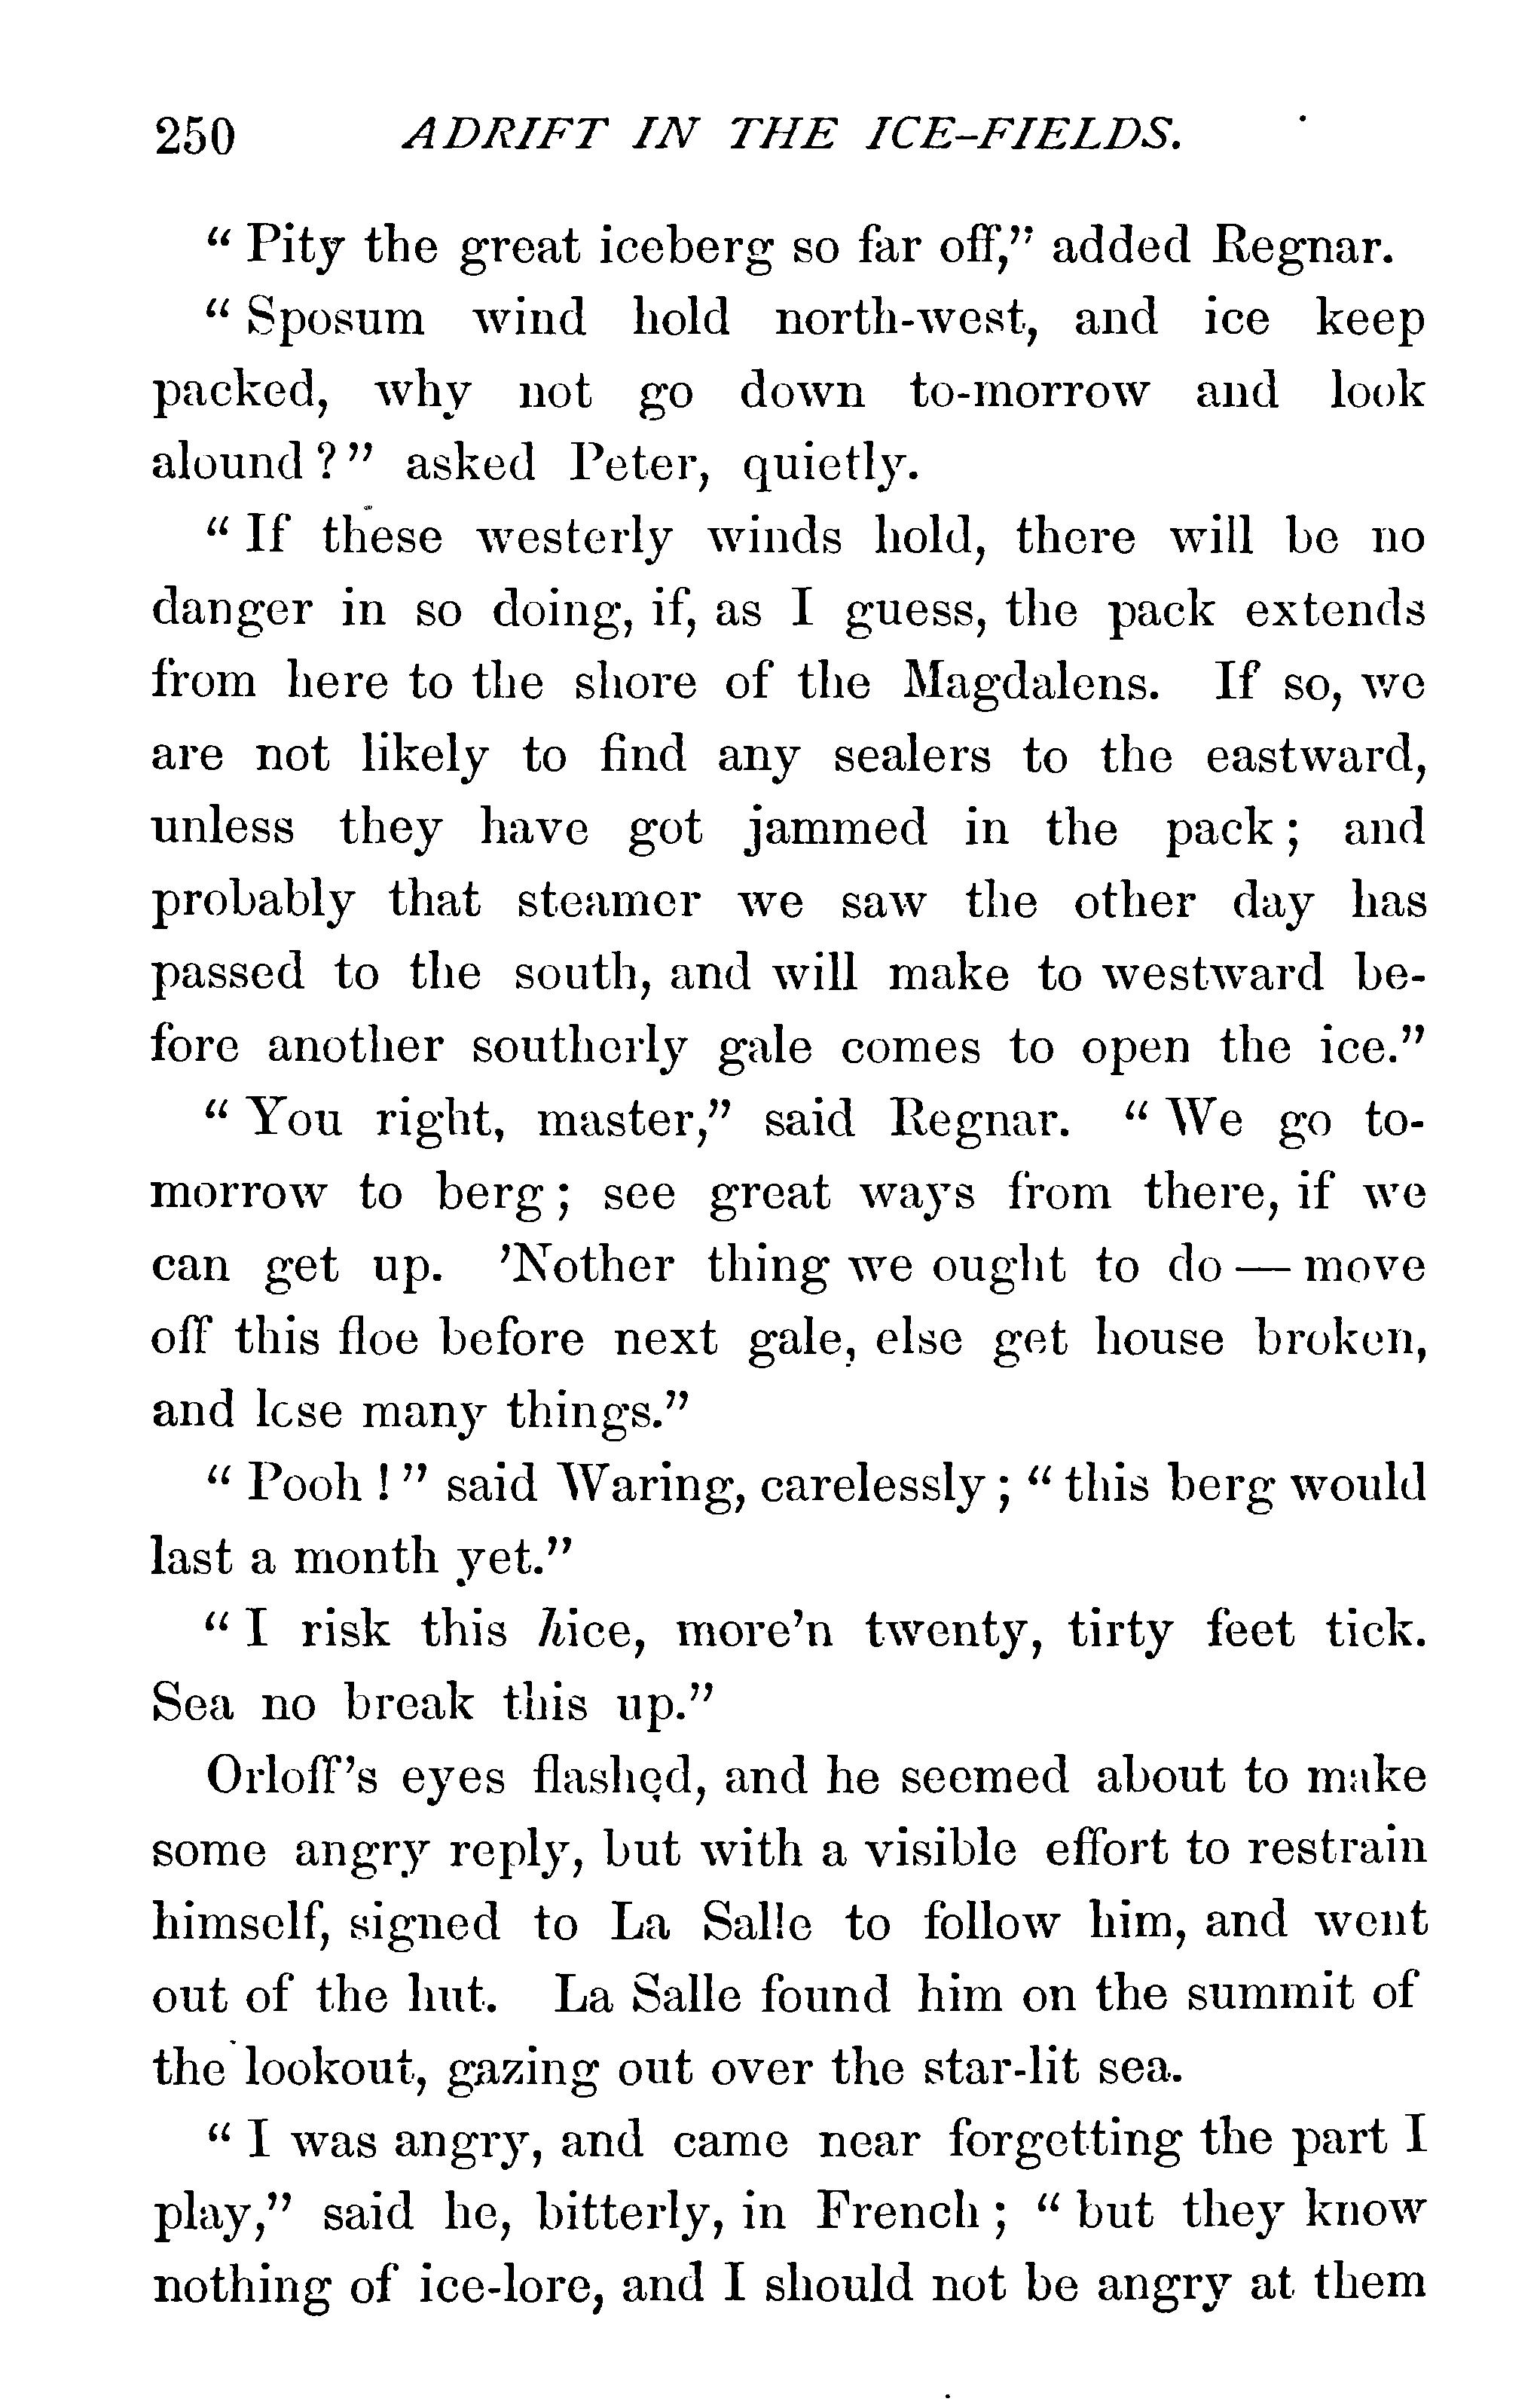 250 ADRIFT IN THE ICE-FIELDS.
“Pity the great iceberg so far off,” added Regnar.
“Sposum wind hold north-west, and ice keep
packed, why not go down to-morrow and look
alound?” asked Peter, quietly.
“If these westerly winds hold, there will be no
danger in so doing, if, as I guess, the pack extends
from here to the shore of the Magdalens. If so, we
are not likely to find any sealers to the eastward,
unless they have got jammed in the pack; and
probably that steamer we saw the other day has
passed to the south, and will make to westward be-
fore another southerly gale comes to open the ice.”
“You right, master,” said Regnar. “We go to-
morrow to berg; see great ways from there, if we
can get up. ’Nother thing we ought to do — move
off this floe before next gale, else get house broken,
and lose many things.”
“Pooh!” said Waring, carelessly; “this berg would
last a month yet.”
“I risk this hice, more’n twenty, tirty feet tick.
Sea no break this up.”
Orloff’s eyes flashed, and he seemed about to make
some angry reply, but with a visible effort to restrain
himself, signed to La Salle to follow him, and went
out of the hut. La Salle found him on the summit of
the lookout, gazing out over the star-lit sea.
“I was angry, and came near forgetting the part I
play,” said he, bitterly, in French; “but they know
nothing of ice-lore, and I should not be angry at them